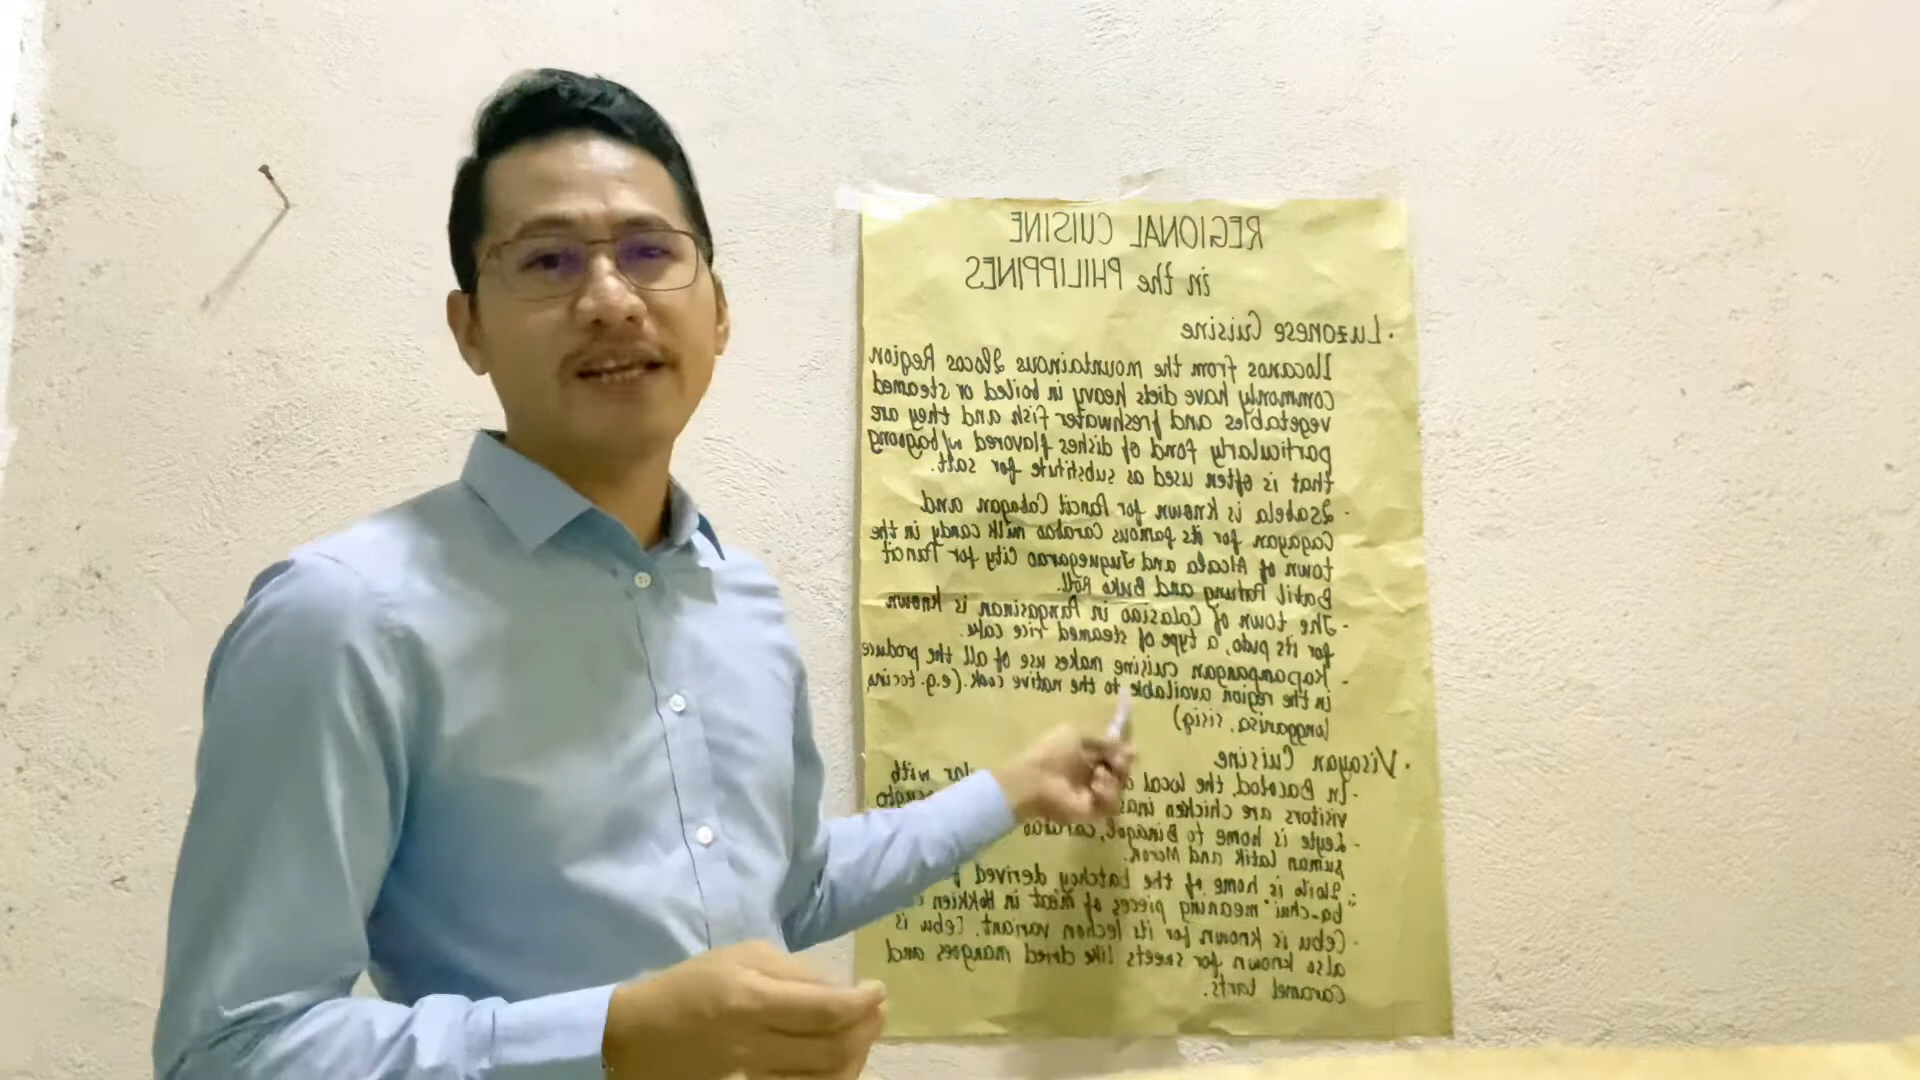 REGIONAL CUISINE
in the PHILIPPINES
• Luzonese Cuisine
Ilocanos from the mountainous Ilocos Region
commonly have diets heavy in boiled or steamed
vegetables and freshwater fish and they are
particularly fond of dishes flavored w/ bagoong
that is often used as substitute for salt.
- Isabela is known for Pancit Cabagan and
Cagayan for its famous Carabao milk candy in the
town of Alcala and Tuguegarao City for Pancit
Batil Patung and Buko Roll.
- The town of Calasiao in Pangasinan is known
for its puto, a type of steamed rice cake.
- Kapampangan cuisine makes use of all the produce
in the region available to the native cook. (e.g. tocino,
longganisa, sisig)
• Visayan Cuisine
- In Bacolod, the local with
visitors are chicken
- Leyte is home to Binagol,
suman latik and Moron.
- Iloilo is home of the batchoy derived
"ba-chui" meaning pieces of meat in Hokkien
- Cebu is known for its lechon variant. Cebu is
also known for sweets like dried mangoes and
caramel tarts.